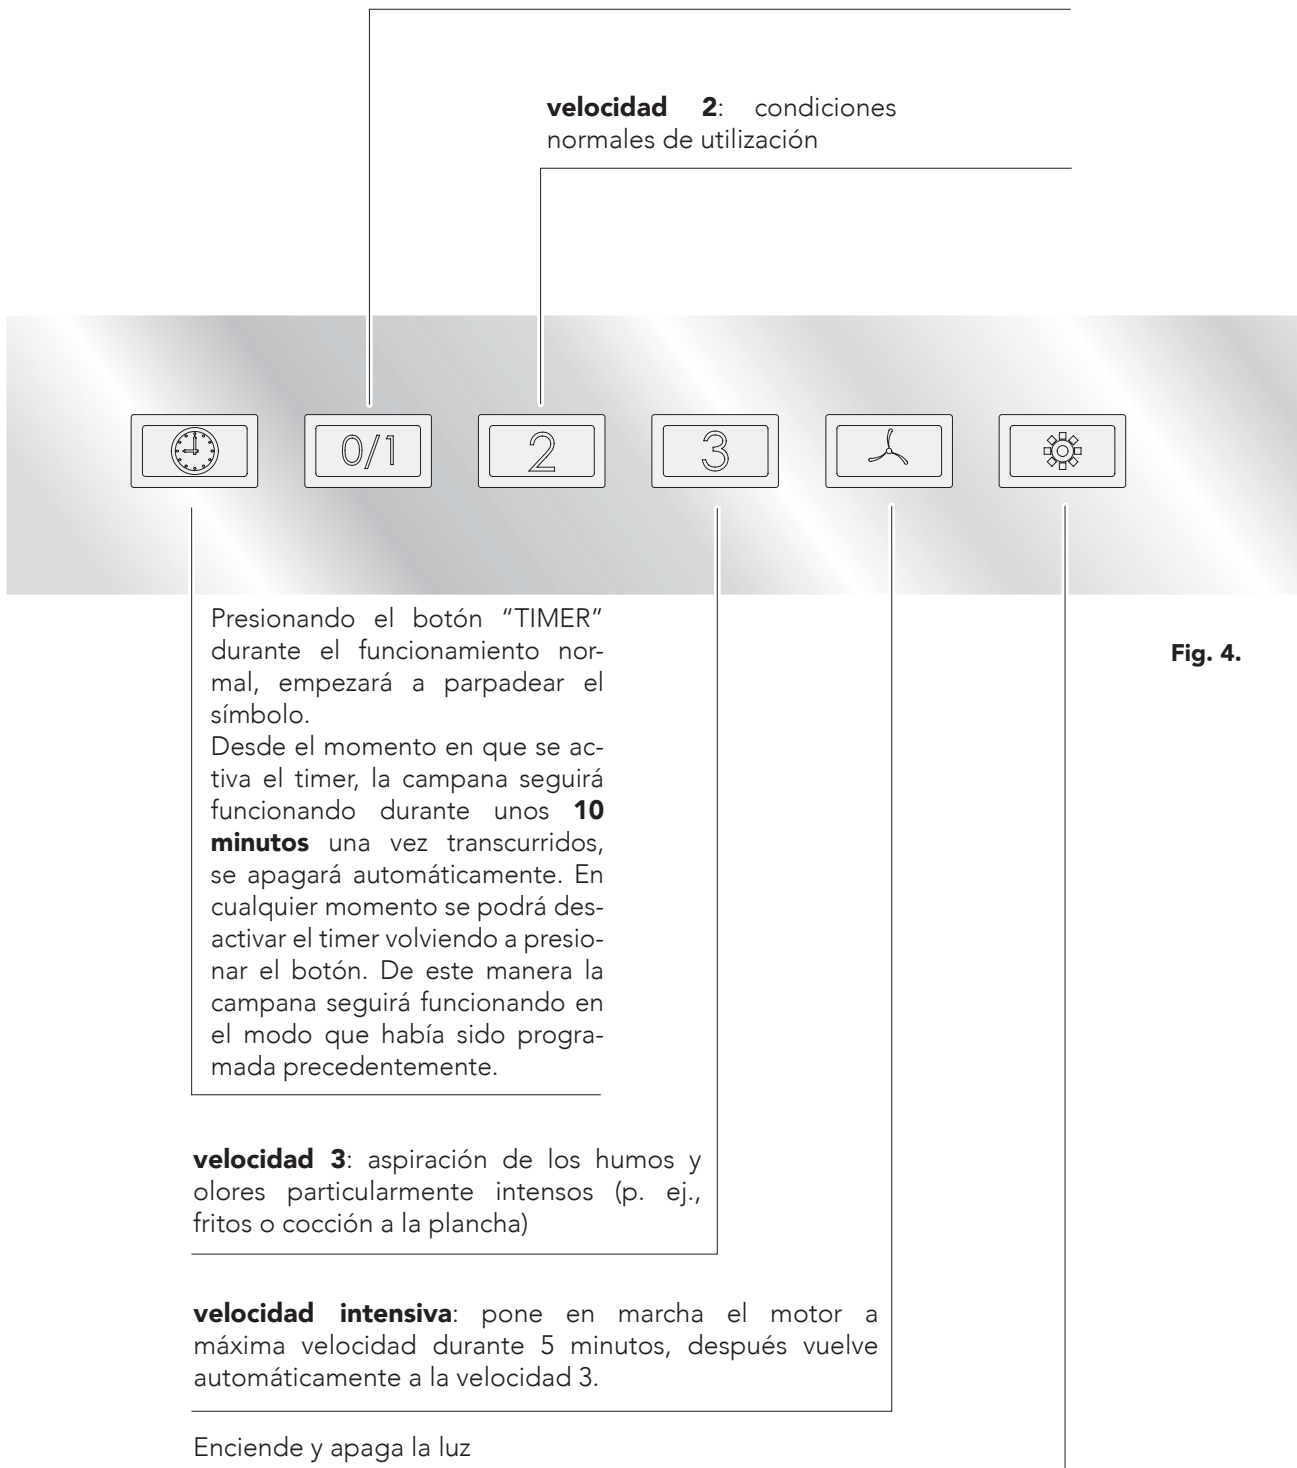 velocidad 2: condiciones
normales de utilización
0/1
2
3
Presionando el botón “TIMER”
durante el funcionamiento nor-
mal, empezará a parpadear el
símbolo.
Desde el momento en que se ac-
tiva el timer, la campana seguirá
funcionando durante unos 10
minutos una vez transcurridos,
se apagará automáticamente. En
cualquier momento se podrá des-
activar el timer volviendo a presio-
nar el botón. De este manera la
campana seguirá funcionando en
el modo que había sido progra-
mada precedentemente.
Fig. 4.
velocidad 3: aspiración de los humos y
olores particularmente intensos (p. ej.,
fritos o cocción a la plancha)
velocidad intensiva: pone en marcha el motor a
máxima velocidad durante 5 minutos, después vuelve
automáticamente a la velocidad 3.
Enciende y apaga la luz